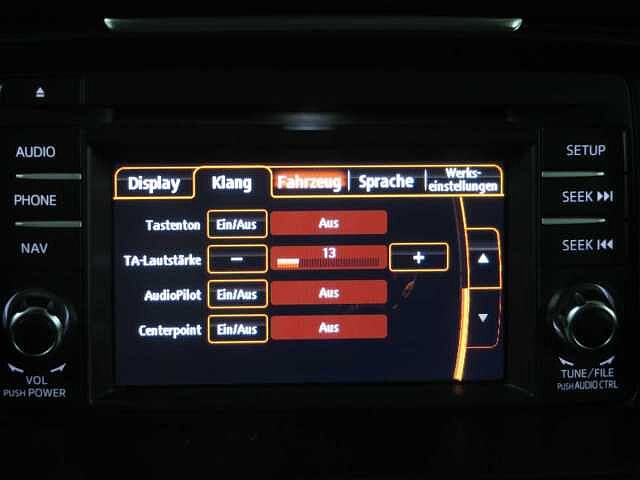 AUDIO
PHONE
NAV
VOL
PUSH POWER
Display Klang Fahrzeug Sprache Werks-
einstellungen
Tastenton Ein/Aus Aus
TA-Lautstärke − 13 +
AudioPilot Ein/Aus Aus
Centerpoint Ein/Aus Aus
SETUP
SEEK
SEEK
TUNE/FILE
PUSH AUDIO CTRL